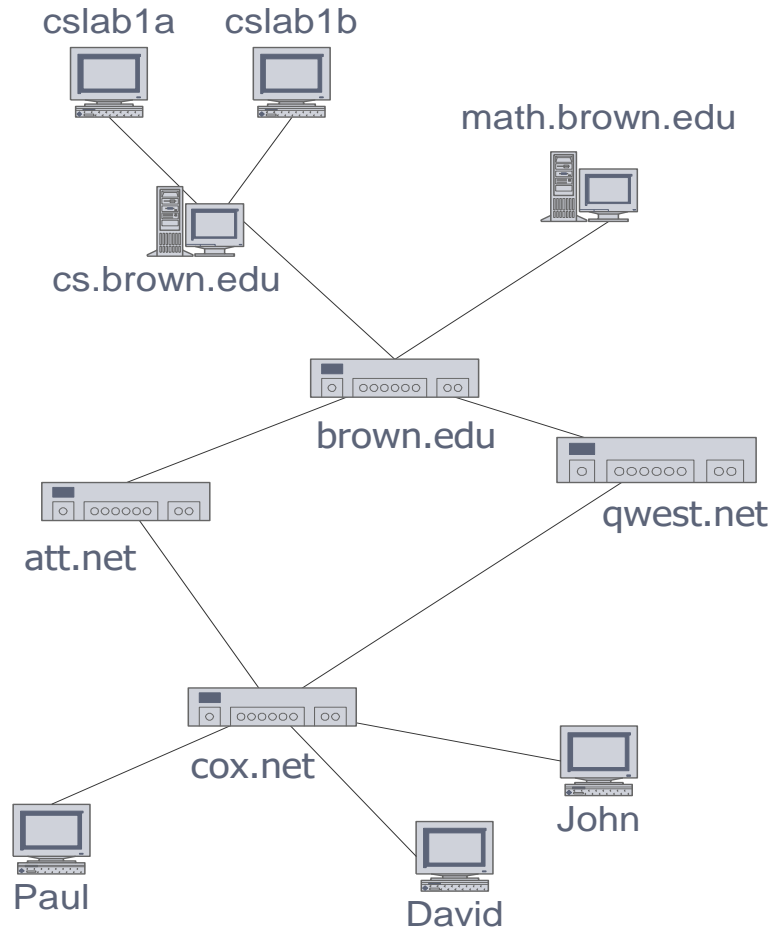 cslab1a
cslab1b
math.brown.edu
cs.brown.edu
brown.edu
qwest.net
att.net
cox.net
John
Paul
David